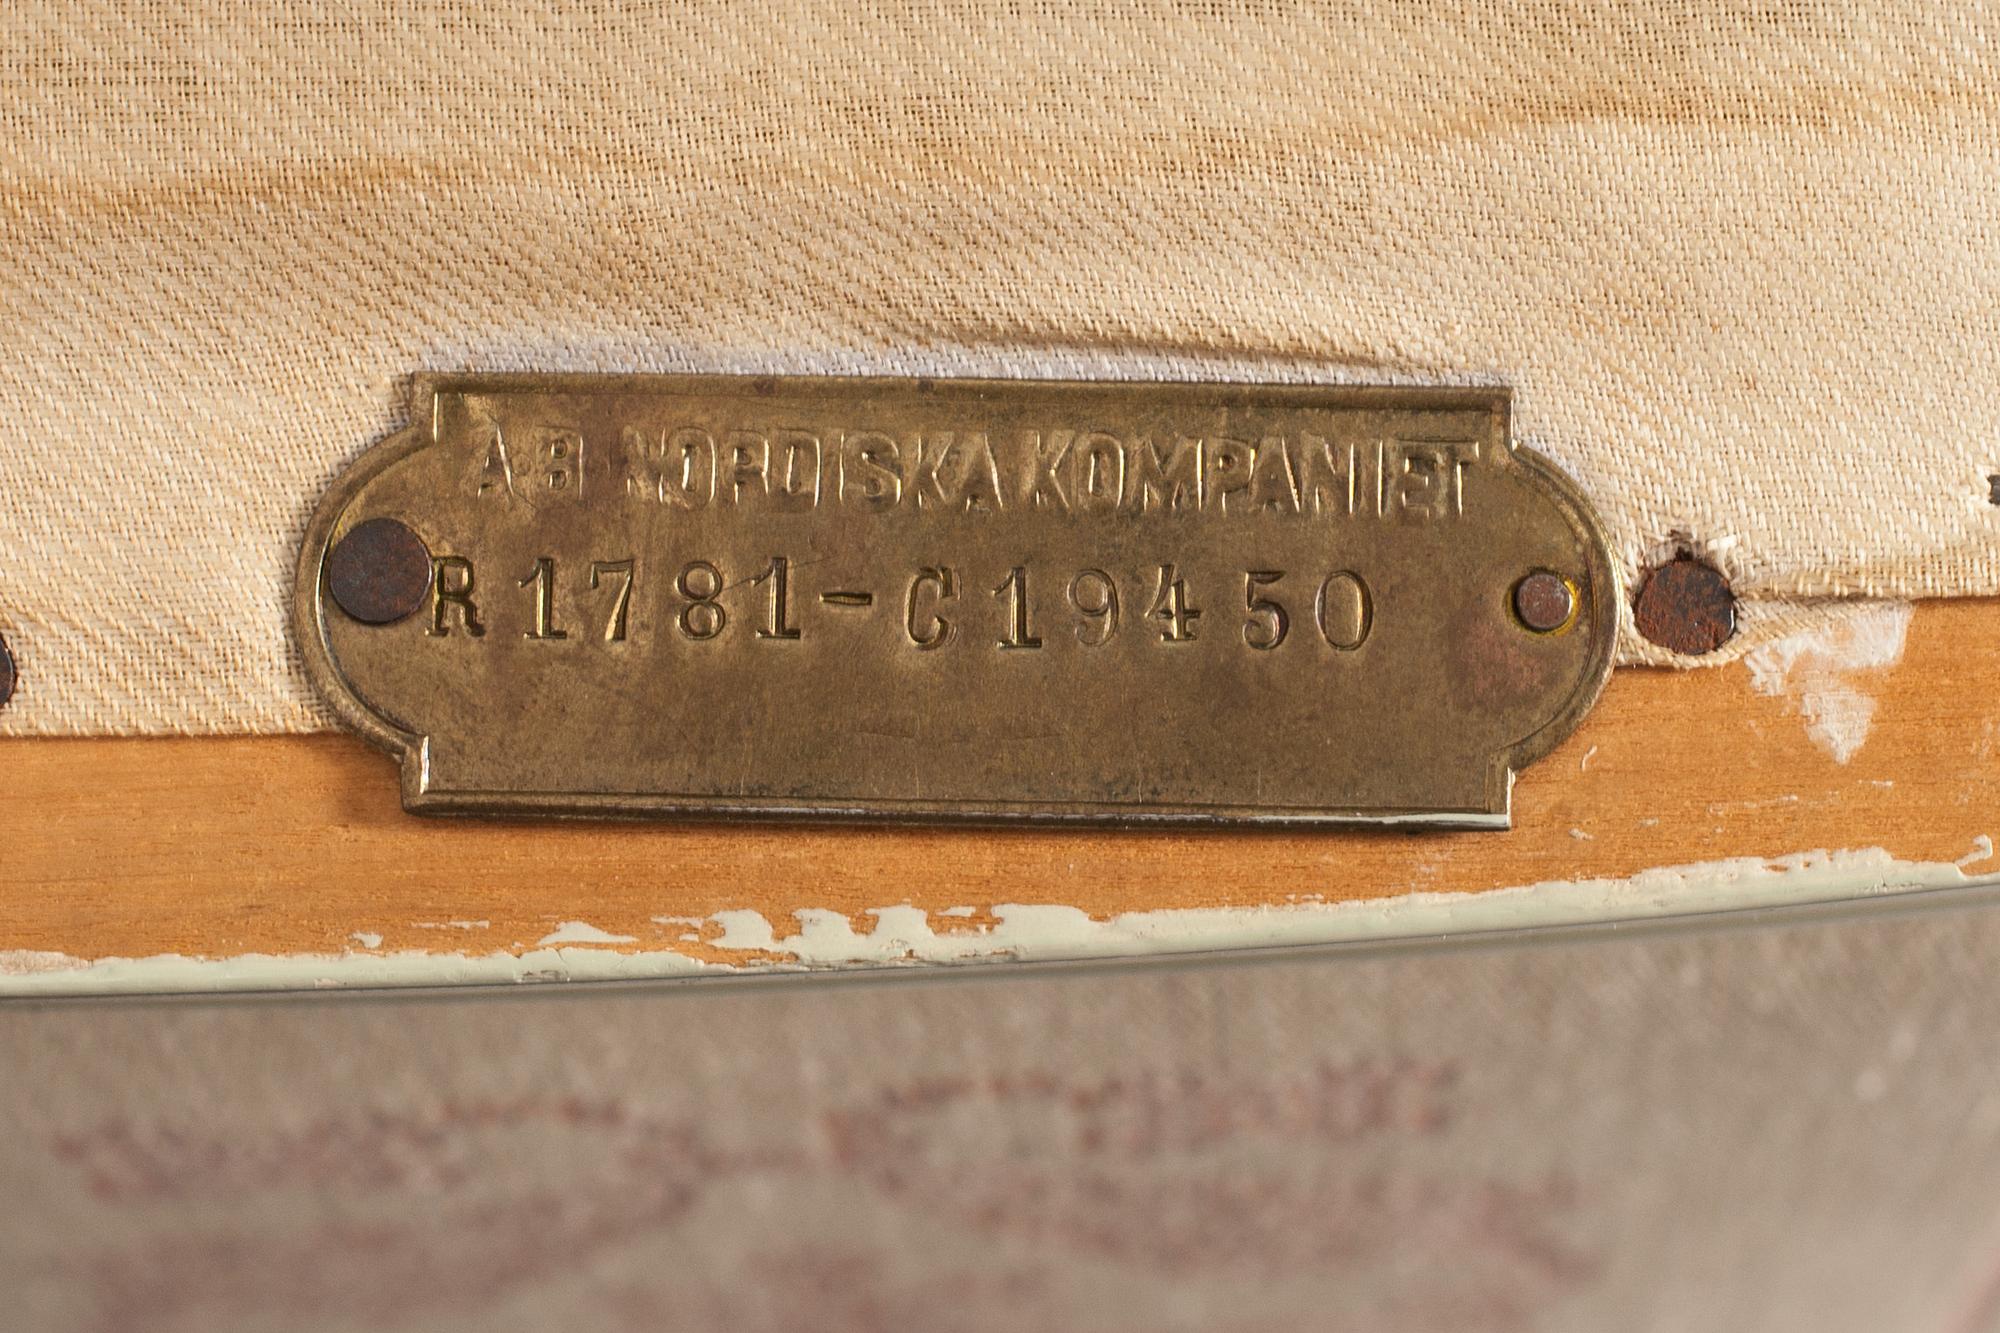 A.B NORDISKA KOMPANIET
R1781-C19450